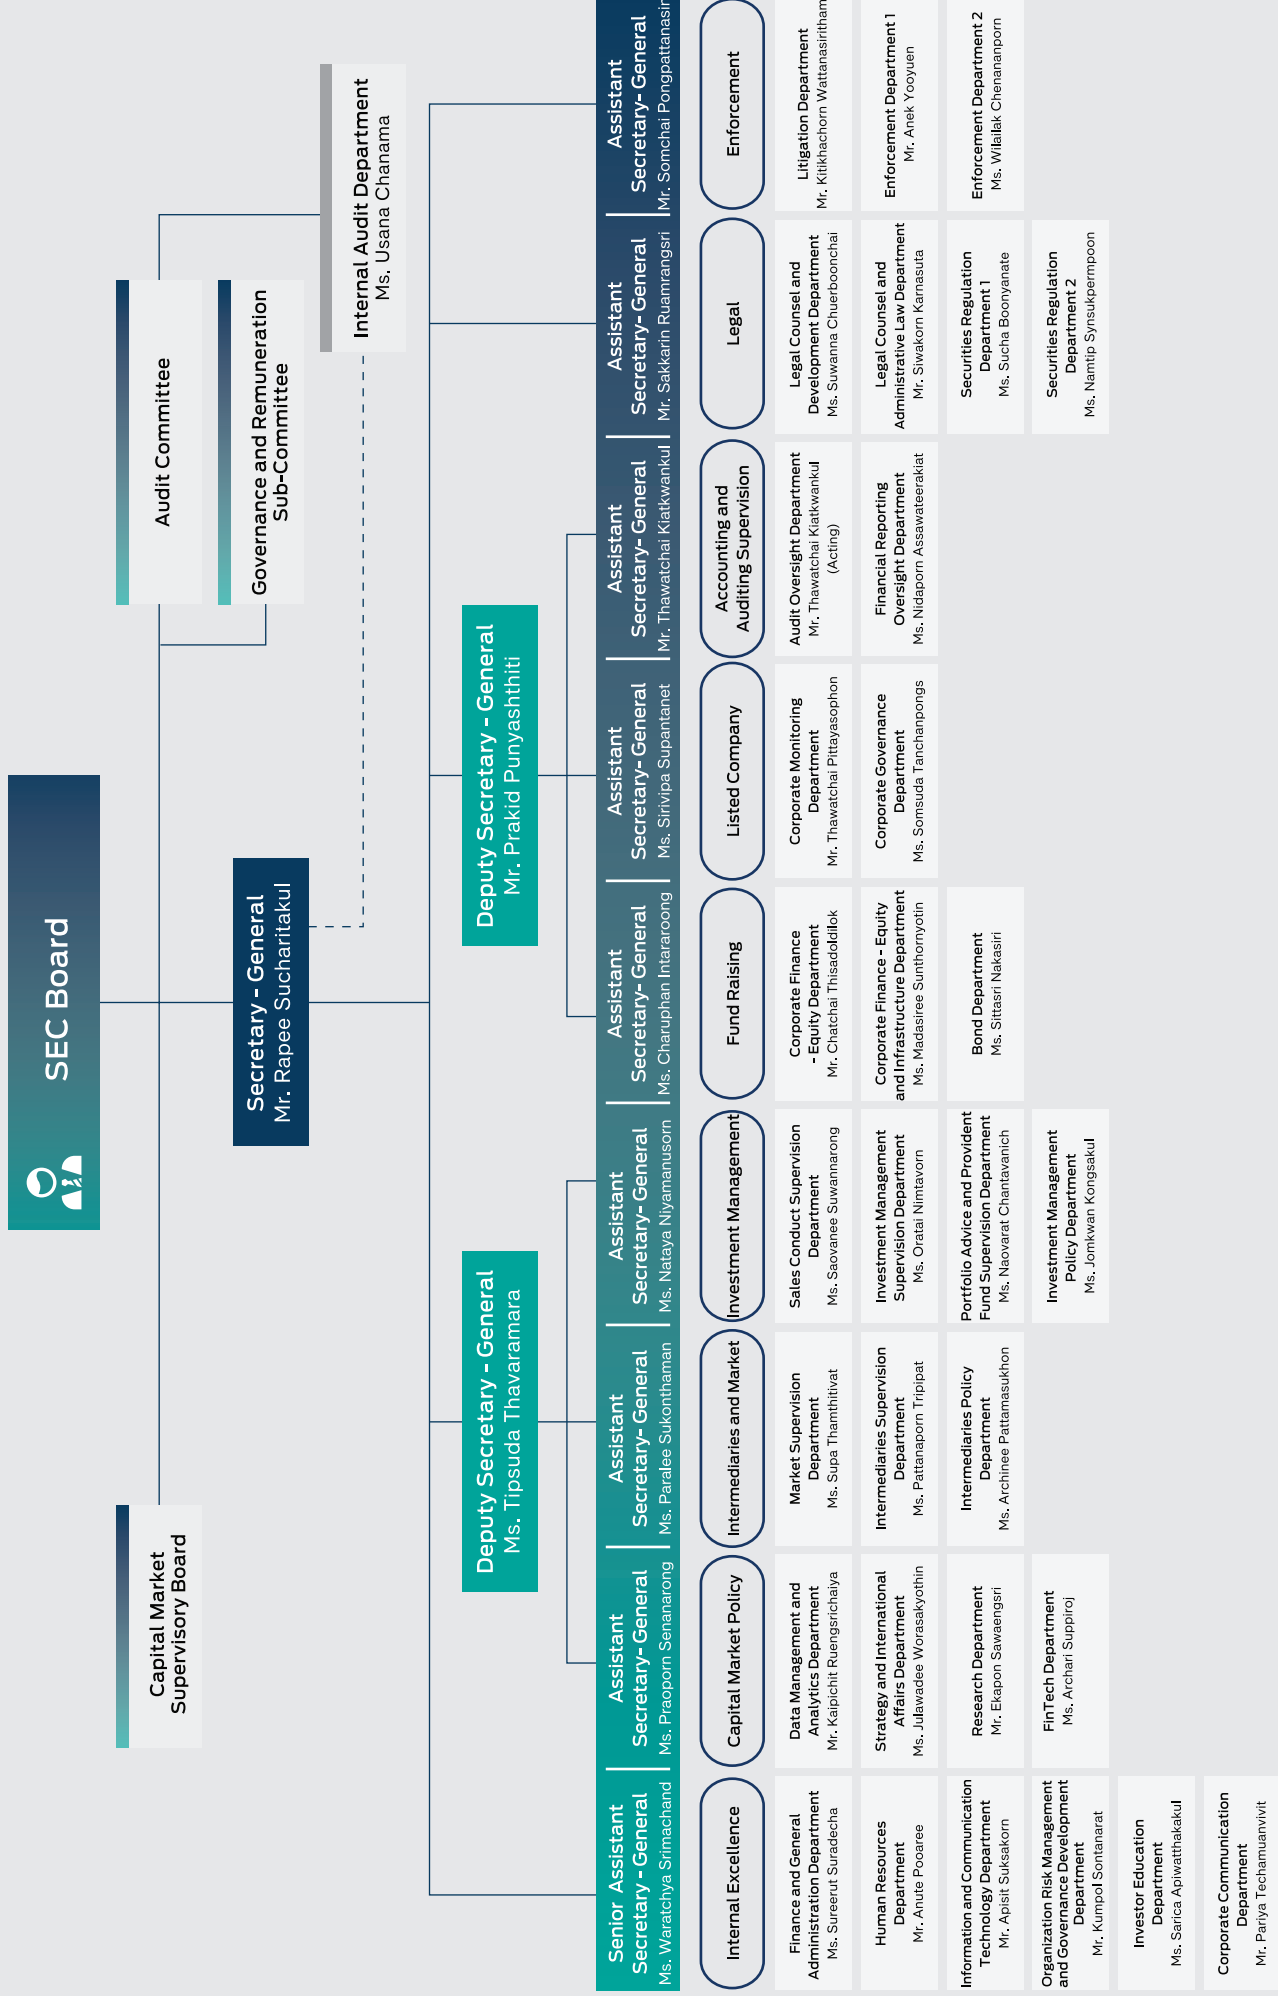 SEC Board
Capital Market
Supervisory Board
Audit Committee
Governance and Remuneration
Sub-Committee
Secretary - General
Mr. Rapee Sucharitakul
Internal Audit Department
Ms. Usana Chanama
Deputy Secretary - General
Ms. Tipsuda Thavaramara
Deputy Secretary - General
Mr. Prakid Punyashthiti
Senior Assistant
Secretary - General
Ms. Waratchya Srimachand
Assistant
Secretary- General
Ms. Praoporn Senanarong
Assistant
Secretary- General
Ms. Paralee Sukonthaman
Assistant
Secretary- General
Ms. Nataya Niyamanusorn
Assistant
Secretary- General
Ms. Charuphan Intararoong
Assistant
Secretary- General
Ms. Sirivipa Supantanet
Assistant
Secretary- General
Mr. Thawatchai Kiatkwankul
Assistant
Secretary- General
Mr. Sakkarin Ruamrangsri
Assistant
Secretary- General
Mr. Somchai Pongpattanasin
Internal Excellence
Finance and General
Administration Department
Ms. Sureerut Suradecha
Human Resources
Department
Mr. Anute Pooaree
Information and Communication
Technology Department
Mr. Apisit Suksakorn
Organization Risk Management
and Governance Development
Department
Mr. Kumpol Sontanarat
Investor Education
Department
Ms. Sarica Apiwatthakakul
Corporate Communication
Department
Mr. Pariya Techamuanvivit
Capital Market Policy
Data Management and
Analytics Department
Mr. Kaipichit Ruengsrichaiya
Strategy and International
Affairs Department
Ms. Julawadee Worasakyothin
Research Department
Mr. Ekapon Sawaengsri
FinTech Department
Ms. Archari Suppiroj
Intermediaries and Market
Market Supervision
Department
Ms. Supa Thamthitivat
Intermediaries Supervision
Department
Ms. Pattanaporn Tripipat
Intermediaries Policy
Department
Ms. Archinee Pattamasukhon
Investment Management
Sales Conduct Supervision
Department
Ms. Saovanee Suwannarong
Investment Management
Supervision Department
Ms. Oratai Nimtavorn
Portfolio Advice and Provident
Fund Supervision Department
Ms. Naovarat Chantavanich
Investment Management
Policy Department
Ms. Jomkwan Kongsakul
Fund Raising
Corporate Finance
- Equity Department
Mr. Chatchai Thisadoldilok
Corporate Finance - Equity
and Infrastructure Department
Ms. Madasiree Sunthornyotin
Bond Department
Ms. Sittasri Nakasiri
Listed Company
Corporate Monitoring
Department
Mr. Thawatchai Pittayasophon
Corporate Governance
Department
Ms. Somsuda Tanchanpongs
Accounting and
Auditing Supervision
Audit Oversight Department
Mr. Thawatchai Kiatkwankul
(Acting)
Financial Reporting
Oversight Department
Ms. Nidaporn Assawateerakiat
Legal
Legal Counsel and
Development Department
Ms. Suwanna Chuerbonchai
Legal Counsel and
Administrative Law Department
Mr. Siwakorn Karnasuta
Securities Regulation
Department 1
Ms. Sucha Boonyanate
Securities Regulation
Department 2
Ms. Namtip Synsukpermpoon
Enforcement
Litigation Department
Mr. Kitikhachorn Wattanasiritham
Enforcement Department 1
Mr. Anek Yooyuen
Enforcement Department 2
Ms. Wilailak Chenananporn